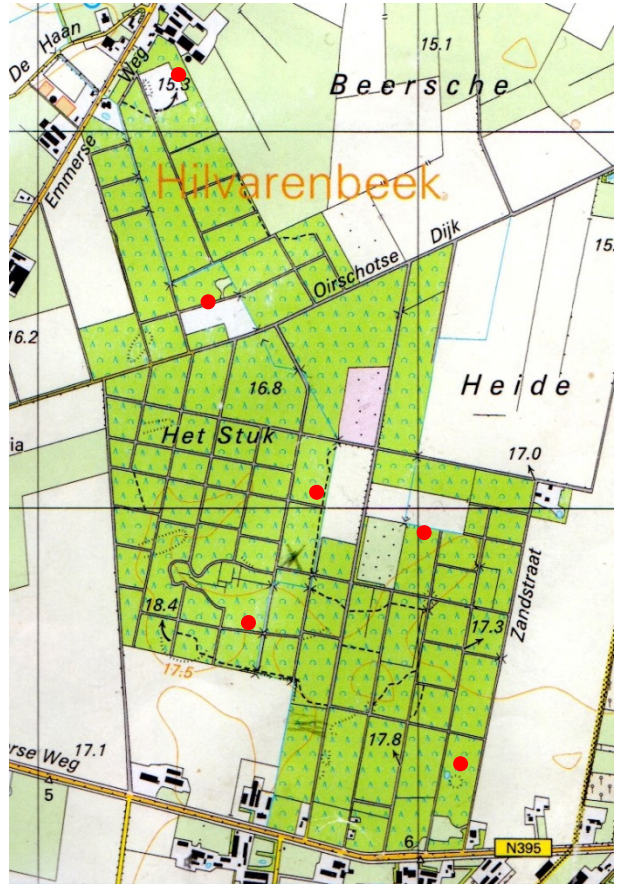 De Haan
15.1
15.3
Beersche
Emmerse Weg
Hilvarenbeek
Oirschotse Dijk
15.
16.2
16.8
Heide
Het Stuk
ia
17.0
Zandstraat
18.4
17.3
17.5
17.8
17.1
rse Weg
5
6
N395